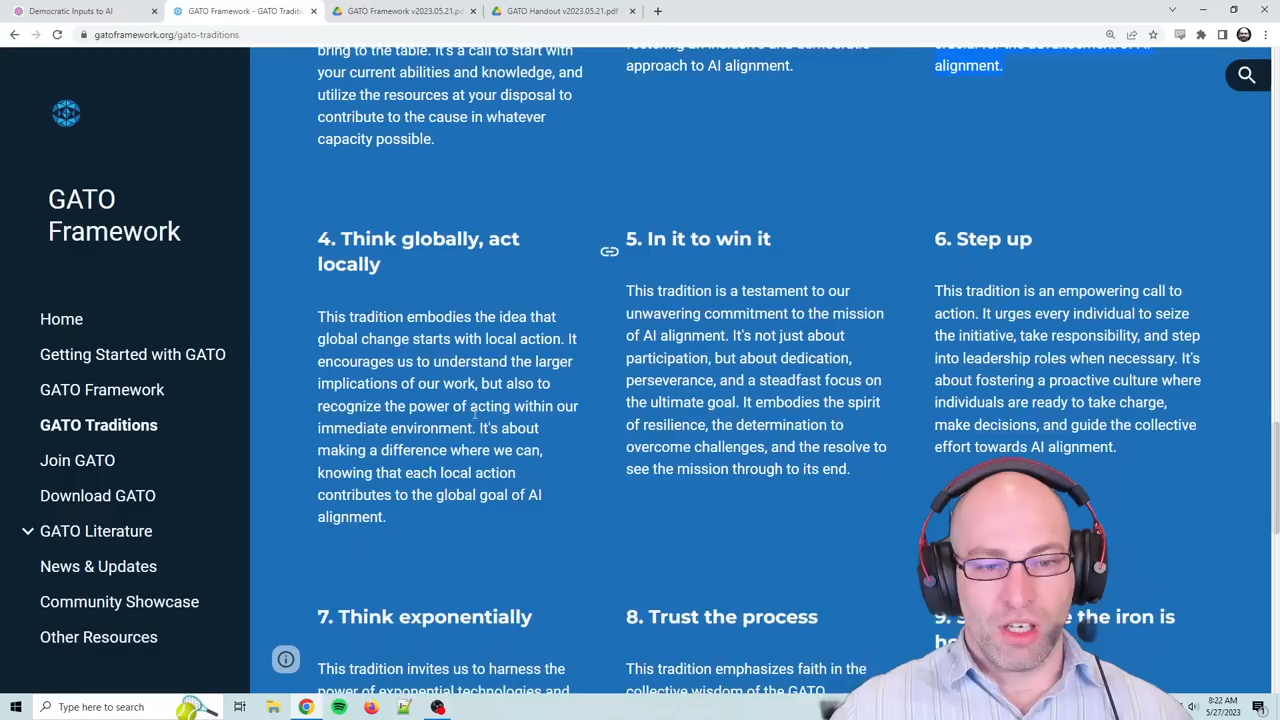 Democratic Inputs to AI
GATO Framework - GATO Traditi
GATO Framework v2023.05.21.pd
GATO Handout v2023.05.21.pdf
gatoframework.org/gato-traditions
GATO
Framework
Home
Getting Started with GATO
GATO Framework
GATO Traditions
Join GATO
Download GATO
GATO Literature
News & Updates
Community Showcase
Other Resources
bring to the table. It's a call to start with
your current abilities and knowledge, and
utilize the resources at your disposal to
contribute to the cause in whatever
capacity possible.
approach to AI alignment.
alignment.
4. Think globally, act
locally
This tradition embodies the idea that
global change starts with local action. It
encourages us to understand the larger
implications of our work, but also to
recognize the power of acting within our
immediate environment. It's about
making a difference where we can,
knowing that each local action
contributes to the global goal of AI
alignment.
5. In it to win it
This tradition is a testament to our
unwavering commitment to the mission
of AI alignment. It's not just about
participation, but about dedication,
perseverance, and a steadfast focus on
the ultimate goal. It embodies the spirit
of resilience, the determination to
overcome challenges, and the resolve to
see the mission through to its end.
6. Step up
This tradition is an empowering call to
action. It urges every individual to seize
the initiative, take responsibility, and step
into leadership roles when necessary. It's
about fostering a proactive culture where
individuals are ready to take charge,
make decisions, and guide the collective
effort towards AI alignment.
7. Think exponentially
This tradition invites us to harness the
power of exponential technologies and
8. Trust the process
This tradition emphasizes faith in the
collective wisdom of the GATO
9. the iron is
Type here to search
8:22 AM
5/27/2023